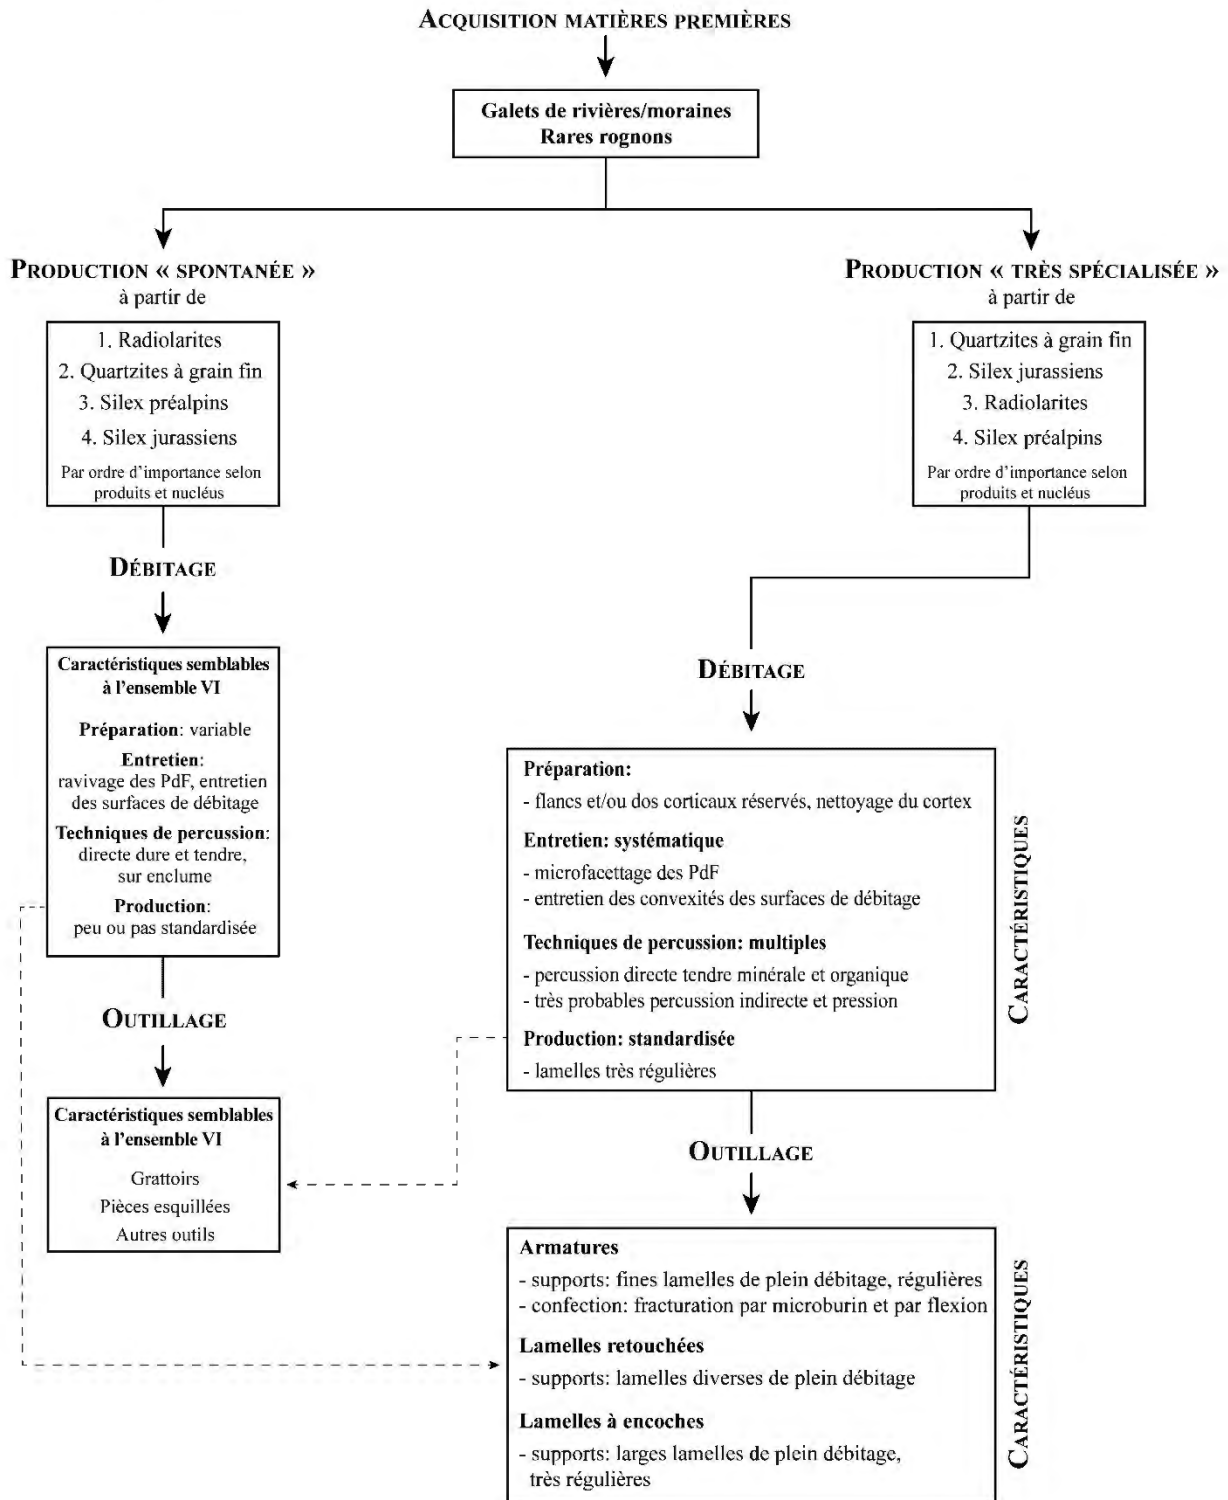 ACQUISITION MATIÈRES PREMIÈRES
Galets de rivières/moraines
Rares rognons
PRODUCTION « SPONTANÉE »
à partir de
1. Radiolarites
2. Quartzites à grain fin
3. Silex préalpins
4. Silex jurassiens
Par ordre d’importance selon
produits et nucléus
DÉBITAGE
Caractéristiques semblables
à l’ensemble VI
Préparation: variable
Entretien:
ravivage des PdF, entretien
des surfaces de débitage
Techniques de percussion:
directe dure et tendre,
sur enclume
Production:
peu ou pas standardisée
OUTILLAGE
Caractéristiques semblables
à l’ensemble VI
Grattoirs
Pièces esquillées
Autres outils
PRODUCTION « TRÈS SPÉCIALISÉE »
à partir de
1. Quartzites à grain fin
2. Silex jurassiens
3. Radiolarites
4. Silex préalpins
Par ordre d’importance selon
produits et nucléus
DÉBITAGE
Préparation:
- flancs et/ou dos corticaux réservés, nettoyage du cortex
Entretien: systématique
- microfacettage des PdF
- entretien des convexités des surfaces de débitage
Techniques de percussion: multiples
- percussion directe tendre minérale et organique
- très probables percussion indirecte et pression
Production: standardisée
- lamelles très régulières
CARACTÉRISTIQUES
OUTILLAGE
Armatures
- supports: fines lamelles de plein débitage, régulières
- confection: fracturation par microburin et par flexion
Lamelles retouchées
- supports: lamelles diverses de plein débitage
Lamelles à encoches
- supports: larges lamelles de plein débitage,
très régulières
CARACTÉRISTIQUES